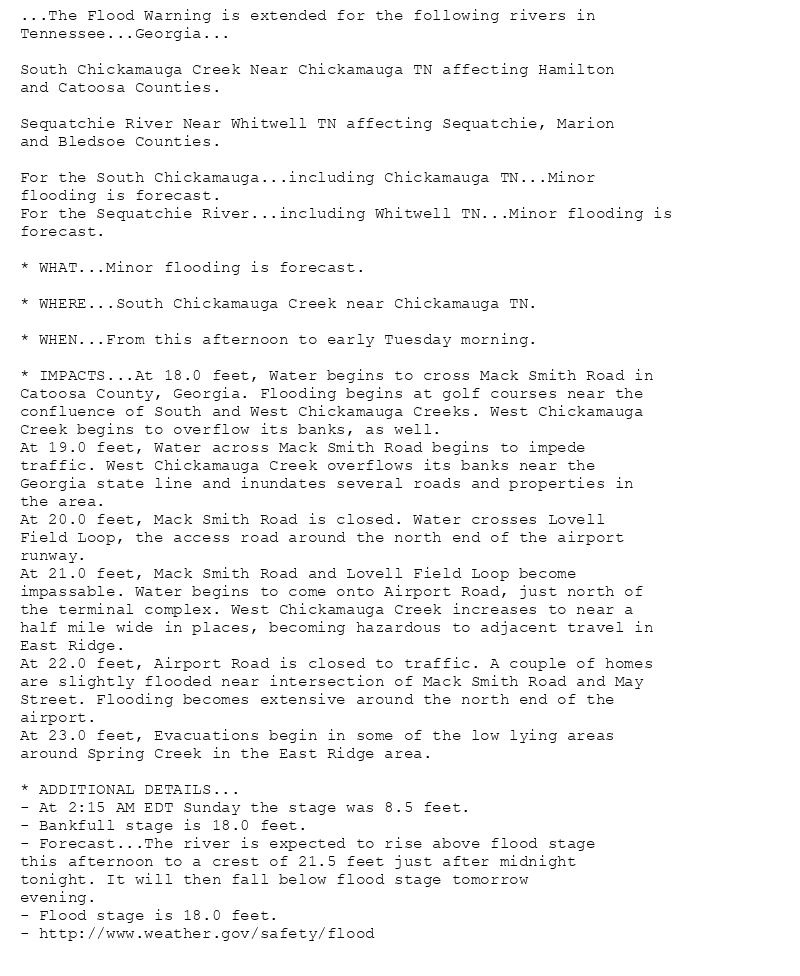 ...The Flood Warning is extended for the following rivers in
Tennessee...Georgia...

South Chickamauga Creek Near Chickamauga TN affecting Hamilton
and Catoosa Counties.

Sequatchie River Near Whitwell TN affecting Sequatchie, Marion
and Bledsoe Counties.

For the South Chickamauga...including Chickamauga TN...Minor
flooding is forecast.
For the Sequatchie River...including Whitwell TN...Minor flooding is
forecast.

* WHAT...Minor flooding is forecast.

* WHERE...South Chickamauga Creek near Chickamauga TN.

* WHEN...From this afternoon to early Tuesday morning.

* IMPACTS...At 18.0 feet, Water begins to cross Mack Smith Road in
Catoosa County, Georgia. Flooding begins at golf courses near the
confluence of South and West Chickamauga Creeks. West Chickamauga
Creek begins to overflow its banks, as well.
At 19.0 feet, Water across Mack Smith Road begins to impede
traffic. West Chickamauga Creek overflows its banks near the
Georgia state line and inundates several roads and properties in
the area.
At 20.0 feet, Mack Smith Road is closed. Water crosses Lovell
Field Loop, the access road around the north end of the airport
runway.
At 21.0 feet, Mack Smith Road and Lovell Field Loop become
impassable. Water begins to come onto Airport Road, just north of
the terminal complex. West Chickamauga Creek increases to near a
half mile wide in places, becoming hazardous to adjacent travel in
East Ridge.
At 22.0 feet, Airport Road is closed to traffic. A couple of homes
are slightly flooded near intersection of Mack Smith Road and May
Street. Flooding becomes extensive around the north end of the
airport.
At 23.0 feet, Evacuations begin in some of the low lying areas
around Spring Creek in the East Ridge area.

* ADDITIONAL DETAILS...
- At 2:15 AM EDT Sunday the stage was 8.5 feet.
- Bankfull stage is 18.0 feet.
- Forecast...The river is expected to rise above flood stage
this afternoon to a crest of 21.5 feet just after midnight
tonight. It will then fall below flood stage tomorrow
evening.
- Flood stage is 18.0 feet.
- http://www.weather.gov/safety/flood